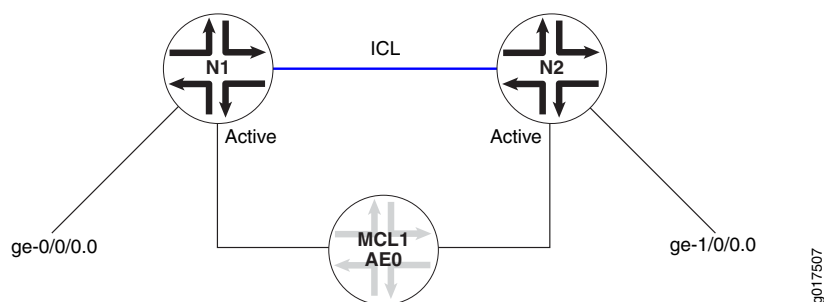 ICL
N1
N2
Active
Active
MCL1
AE0
ge-0/0/0.0
ge-1/0/0.0
g017507